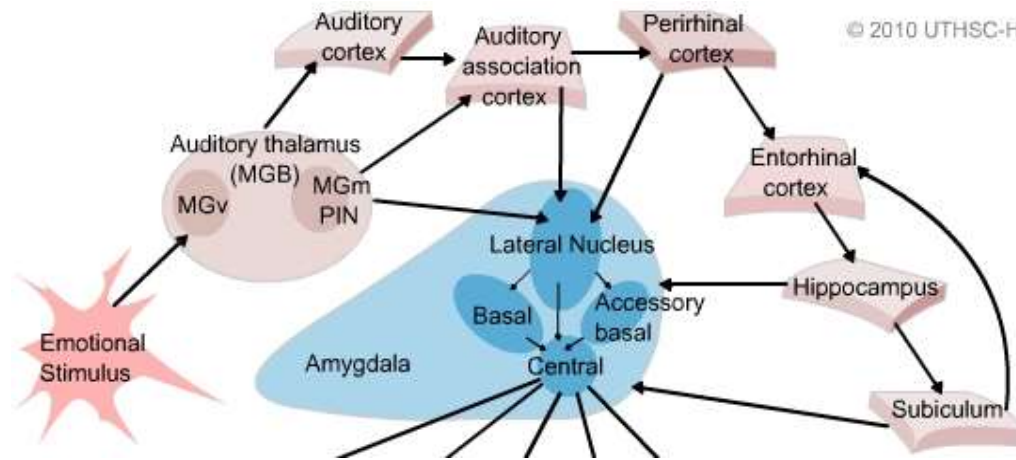 Auditory
cortex
Auditory
association
cortex
Perirhinal
cortex
© 2010 UTHSC-H
Auditory thalamus
(MGB)
MGv
MGm
PIN
Entorhinal
cortex
Lateral Nucleus
Hippocampus
Basal
Accessory
basal
Emotional
Stimulus
Amygdala
Central
Subiculum